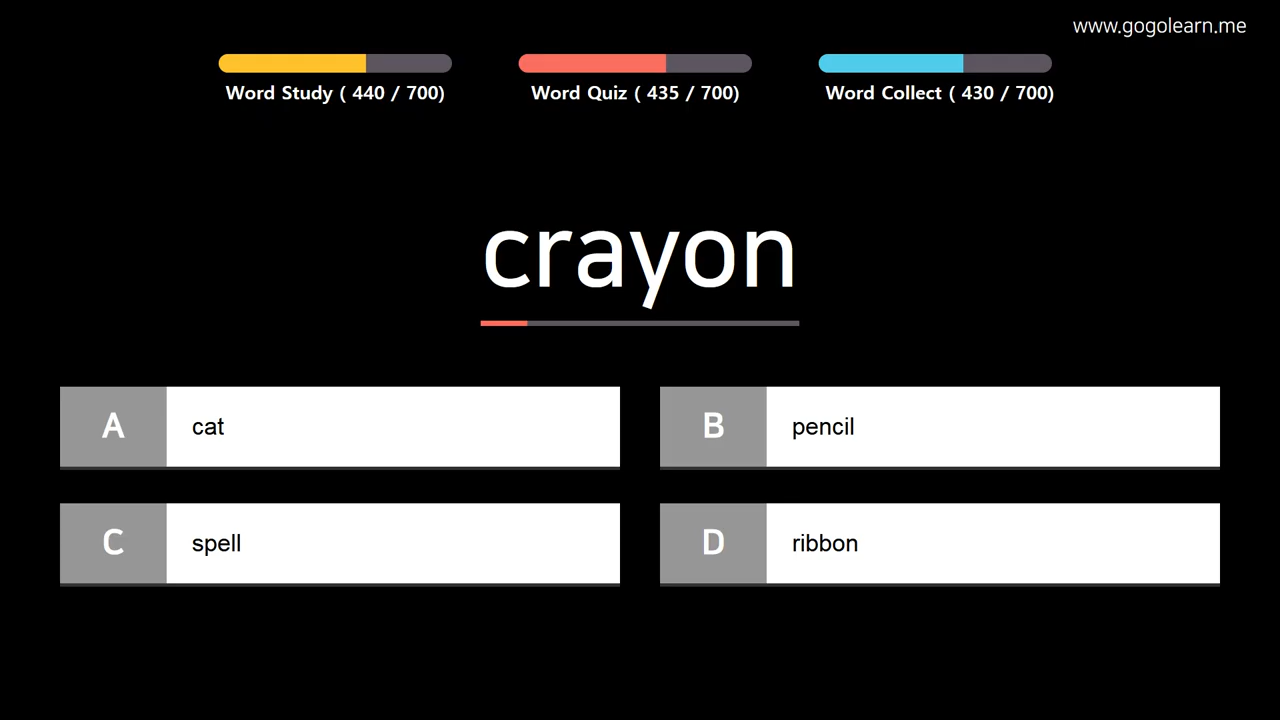 www.gogolearn.me
Word Study ( 440 / 700)
Word Quiz ( 435 / 700)
Word Collect ( 430 / 700)
crayon
A cat
B pencil
C spell
D ribbon